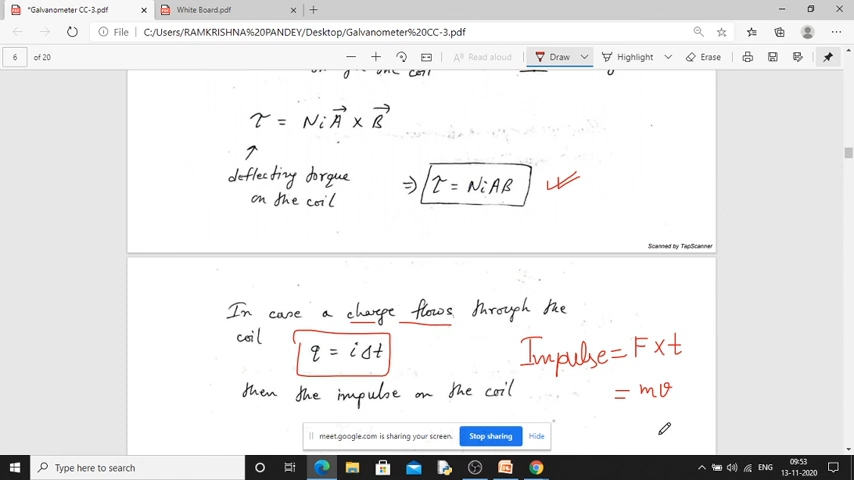 *Galvanometer CC-3.pdf
White Board.pdf
File | C:/Users/RAMKRISHNA%20PANDEY/Desktop/Galvanometer%20CC-3.pdf
6 of 20
Read aloud
Draw
Highlight
Erase
the coil
τ = NiA⃗ × B⃗
↑
deflecting torque
on the coil
⇒ τ = NiAB
Scanned by TapScanner
In case a charge flows through the
coil
q = iΔt
Impulse = F × t
= mv
then the impulse on the coil
meet.google.com is sharing your screen.
Stop sharing
Hide
Type here to search
ENG
09:53
13-11-2020